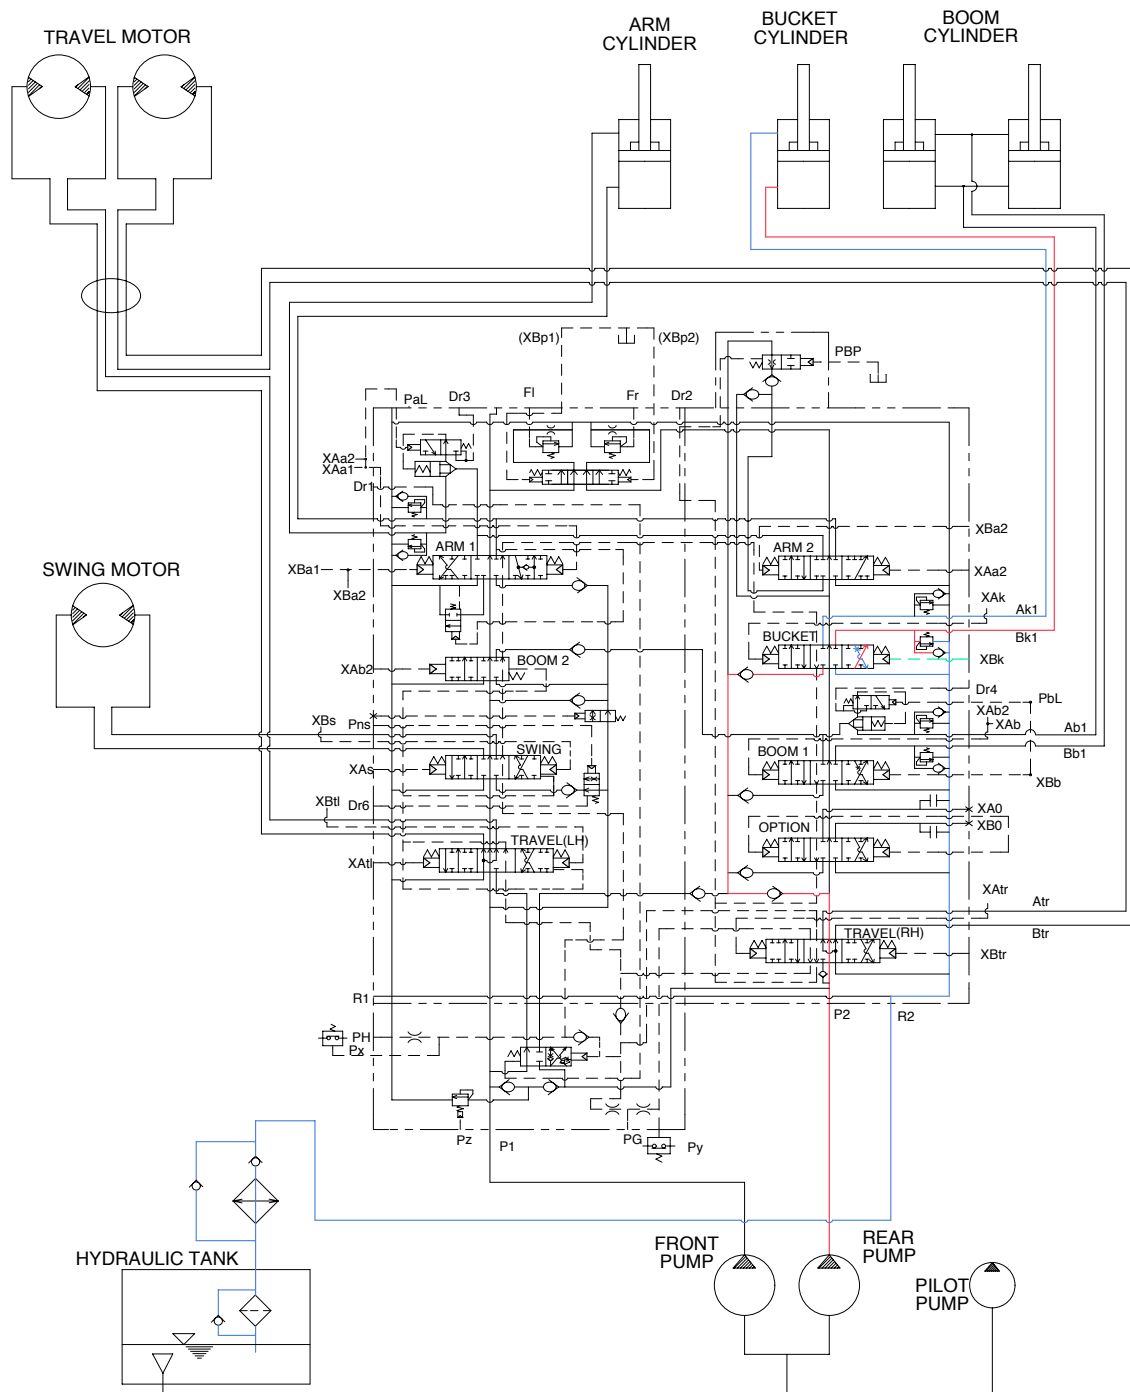 ARM
CYLINDER
BUCKET
CYLINDER
BOOM
CYLINDER
TRAVEL MOTOR
(XBp1)
(XBp2)
PBP
PaL
Dr3
Fl
Fr
Dr2
XAa2
XAa1
Dr1
XBa2
ARM 1
ARM 2
SWING MOTOR
XBa1
XAa2
XBa2
XAk
Ak1
Bk1
BUCKET
XAb2
BOOM 2
XBk
Dr4
PbL
XBs
Pns
XAb2
XAb
Ab1
SWING
BOOM 1
Bb1
XAs
XBb
XBtl
Dr6
XA0
XB0
OPTION
TRAVEL(LH)
XAtl
XAtr
Atr
TRAVEL(RH)
Btr
XBtr
R1
P2
R2
PH
Px
Pz
P1
PG
Py
HYDRAULIC TANK
FRONT
PUMP
REAR
PUMP
PILOT
PUMP